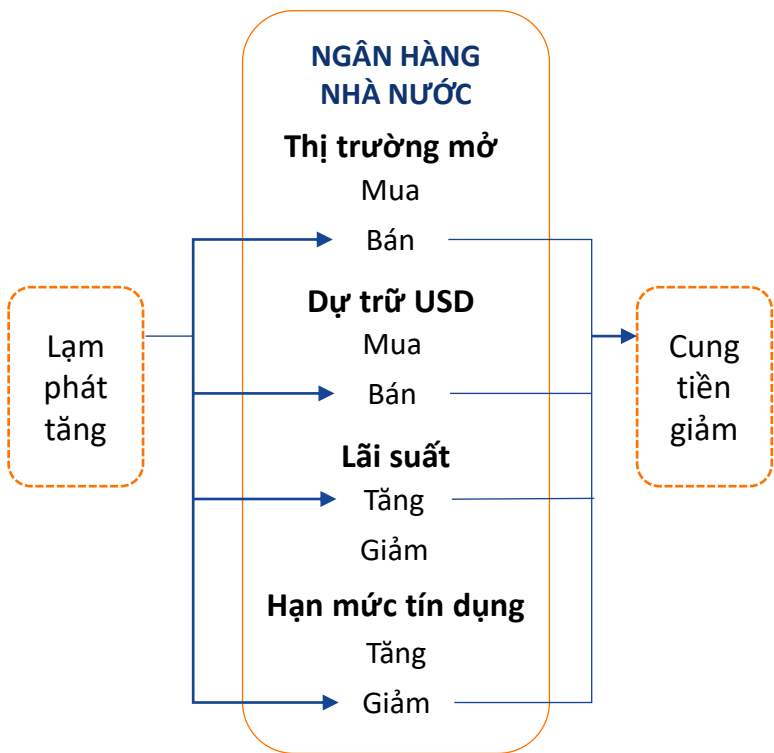 NGÂN HÀNG
NHÀ NƯỚC
Thị trường mở
Mua
Bán
Dự trữ USD
Mua
Bán
Lãi suất
Tăng
Giảm
Hạn mức tín dụng
Tăng
Giảm
Lạm
phát
tăng
Cung
tiền
giảm